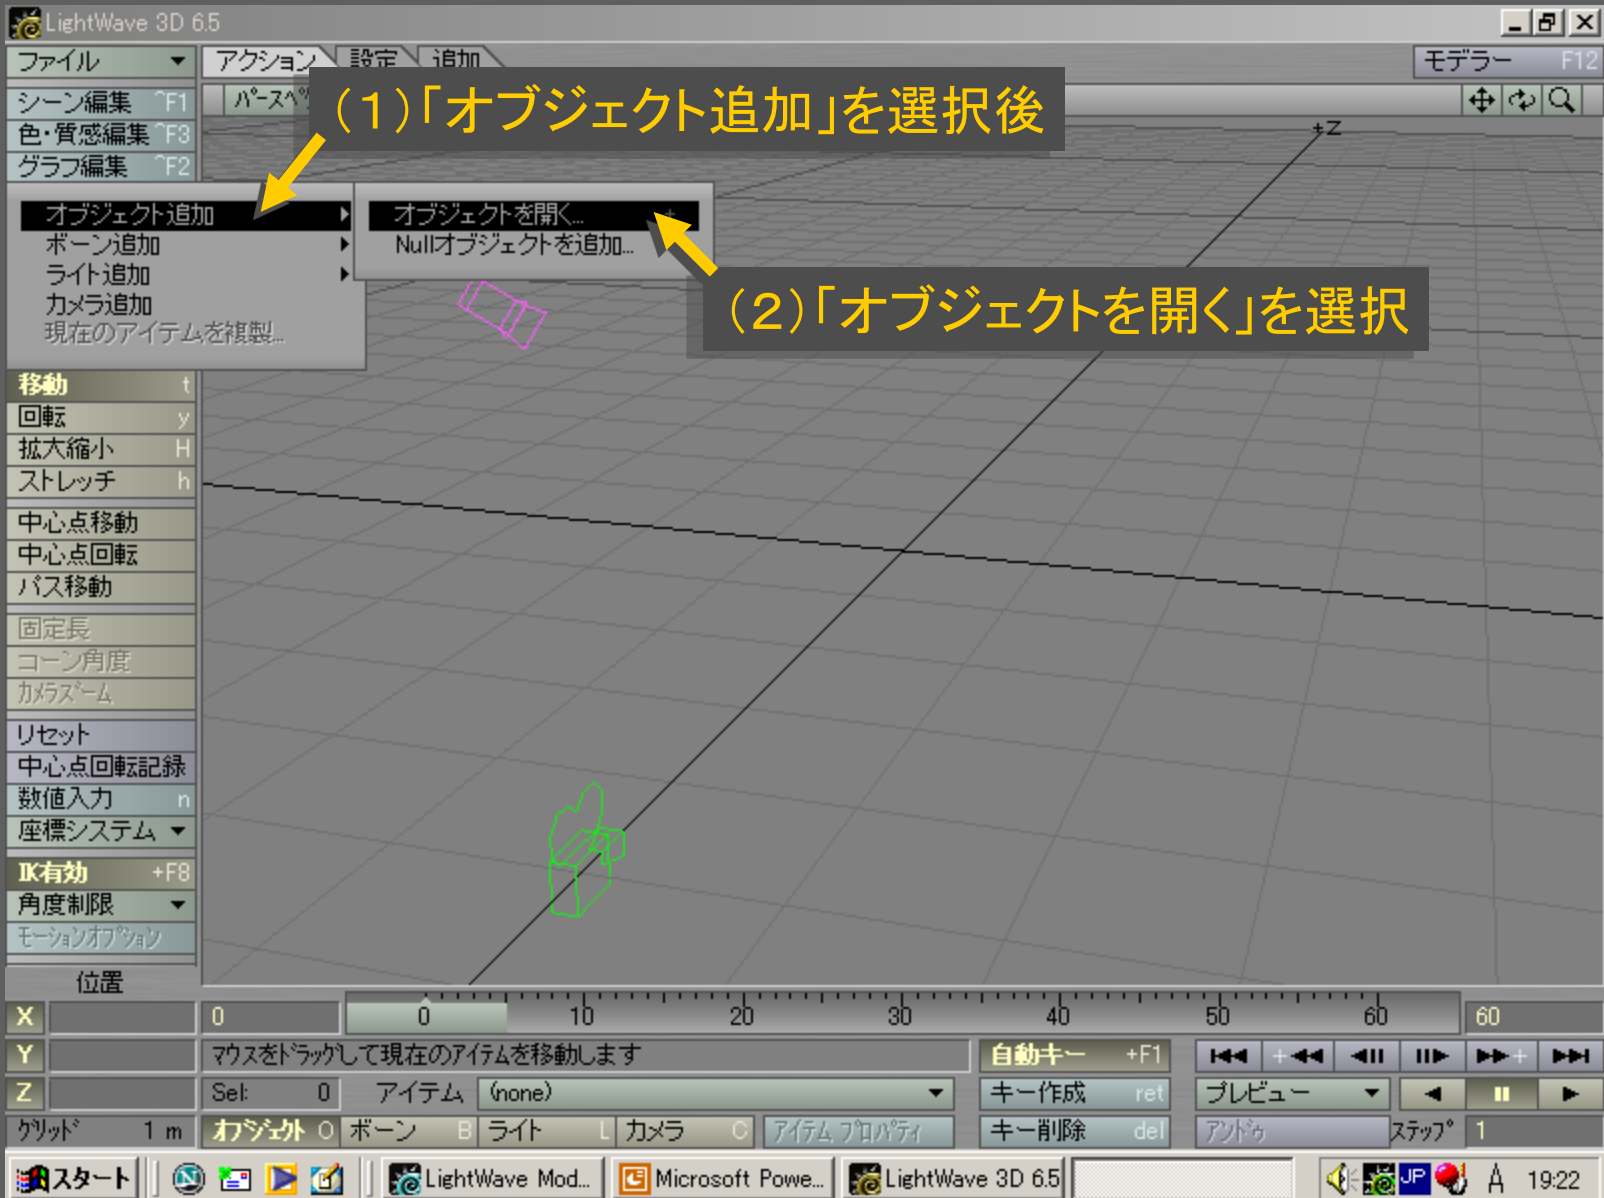 LightWave 3D 6.5
ファイル
アクション 設定 追加
モデラー F12
シーン編集 ^F1
パースペ
(1)「オブジェクト追加」を選択後
色・質感編集 ^F3
グラフ編集 ^F2
+Z
オブジェクト追加
オブジェクトを開く... +
ボーン追加
Nullオブジェクトを追加...
ライト追加
カメラ追加
現在のアイテムを複製...
(2)「オブジェクトを開く」を選択
移動 t
回転 y
拡大縮小 H
ストレッチ h
中心点移動
中心点回転
パス移動
固定長
コーン角度
カメラズーム
リセット
中心点回転記録
数値入力 n
座標システム
IK有効 +F8
角度制限
モーションオプション
位置
X 0 0 10 20 30 40 50 60 60
Y マウスをドラッグして現在のアイテムを移動します 自動キー +F1
Z Sel: 0 アイテム (none) キー作成 ret プレビュー
グリッド 1 m オブジェクト O ボーン B ライト L カメラ C アイテム プロパティ キー削除 del アンドゥ ステップ 1
スタート LightWave Mod... Microsoft Powe... LightWave 3D 6.5 JP A 19:22